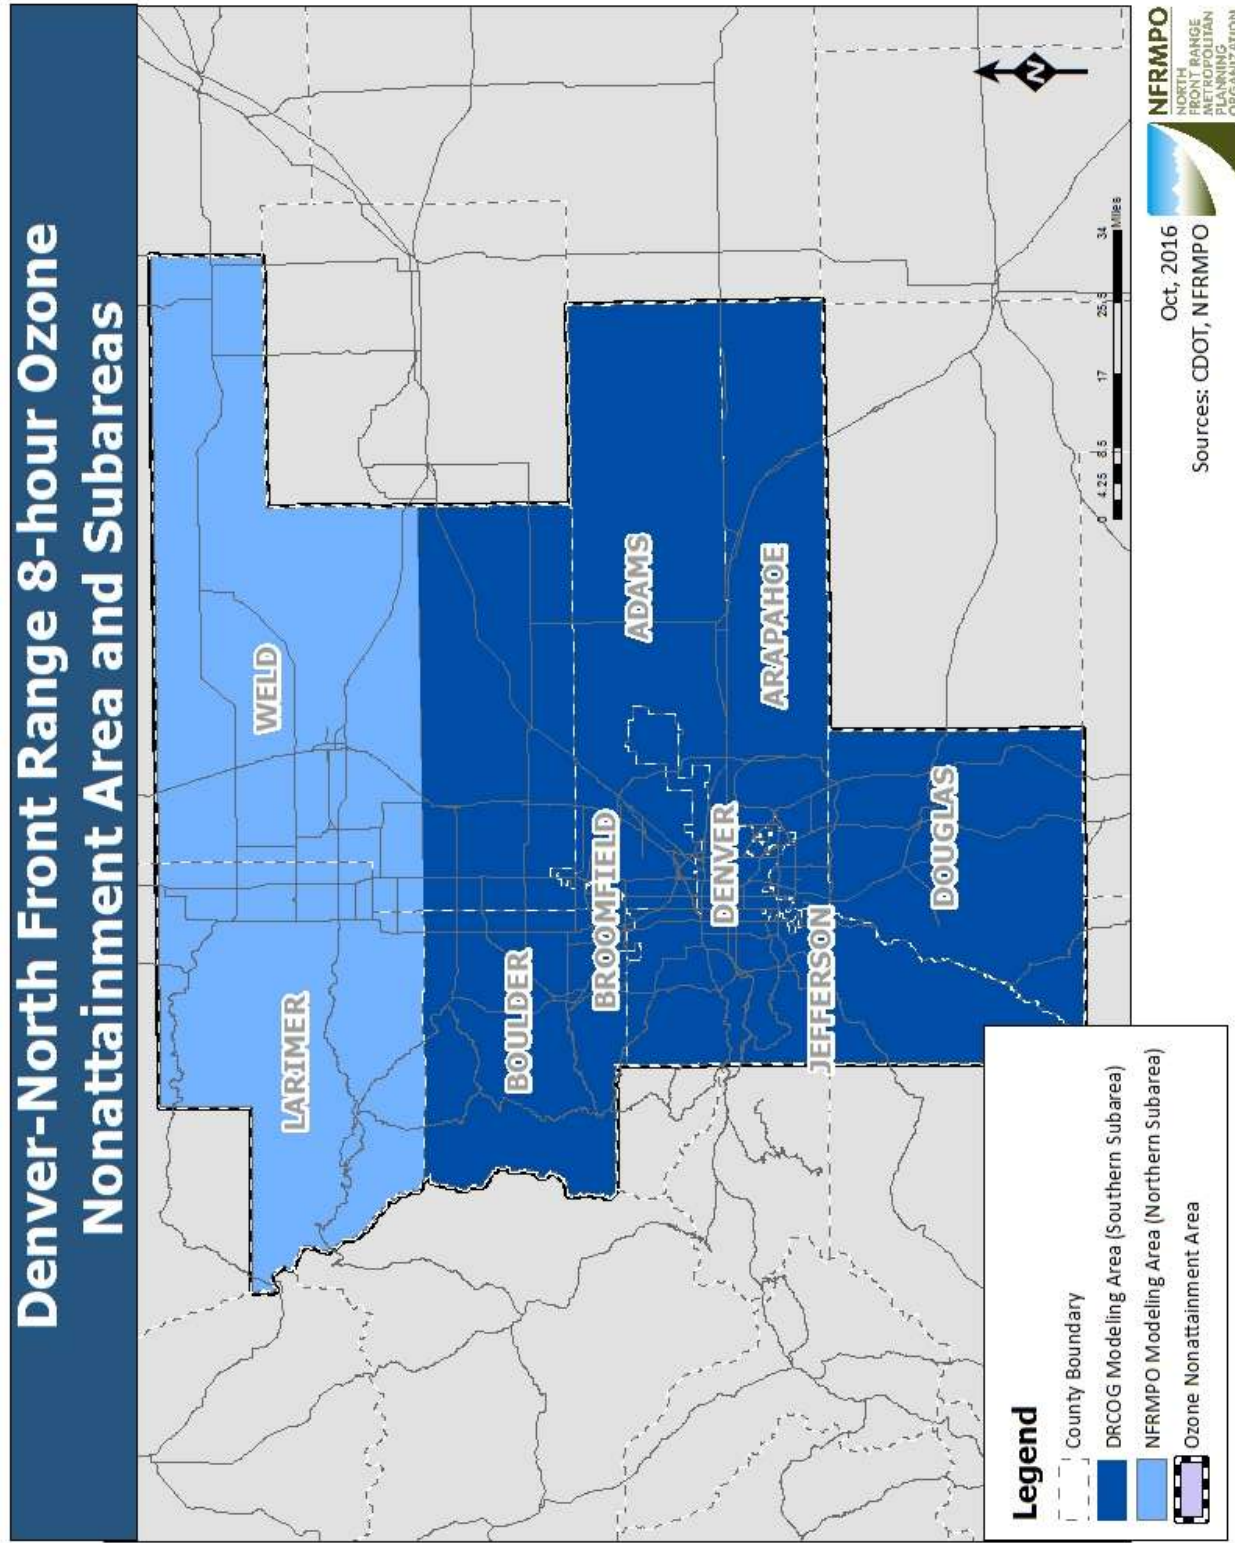 Denver-North Front Range 8-hour Ozone
Nonattainment Area and Subareas
WELD
LARIMER
BOULDER
BROOMFIELD
ADAMS
DENVER
ARAPAHOE
JEFFERSON
DOUGLAS
N
0 4.25 8.5 17 25.5 34
Miles
Legend
County Boundary
DRCOG Modeling Area (Southern Subarea)
NFRMPO Modeling Area (Northern Subarea)
Ozone Nonattainment Area
Oct, 2016
Sources: CDOT, NFRMPO
NFRMPO
NORTH
FRONT RANGE
METROPOLITAN
PLANNING
ORGANIZATION